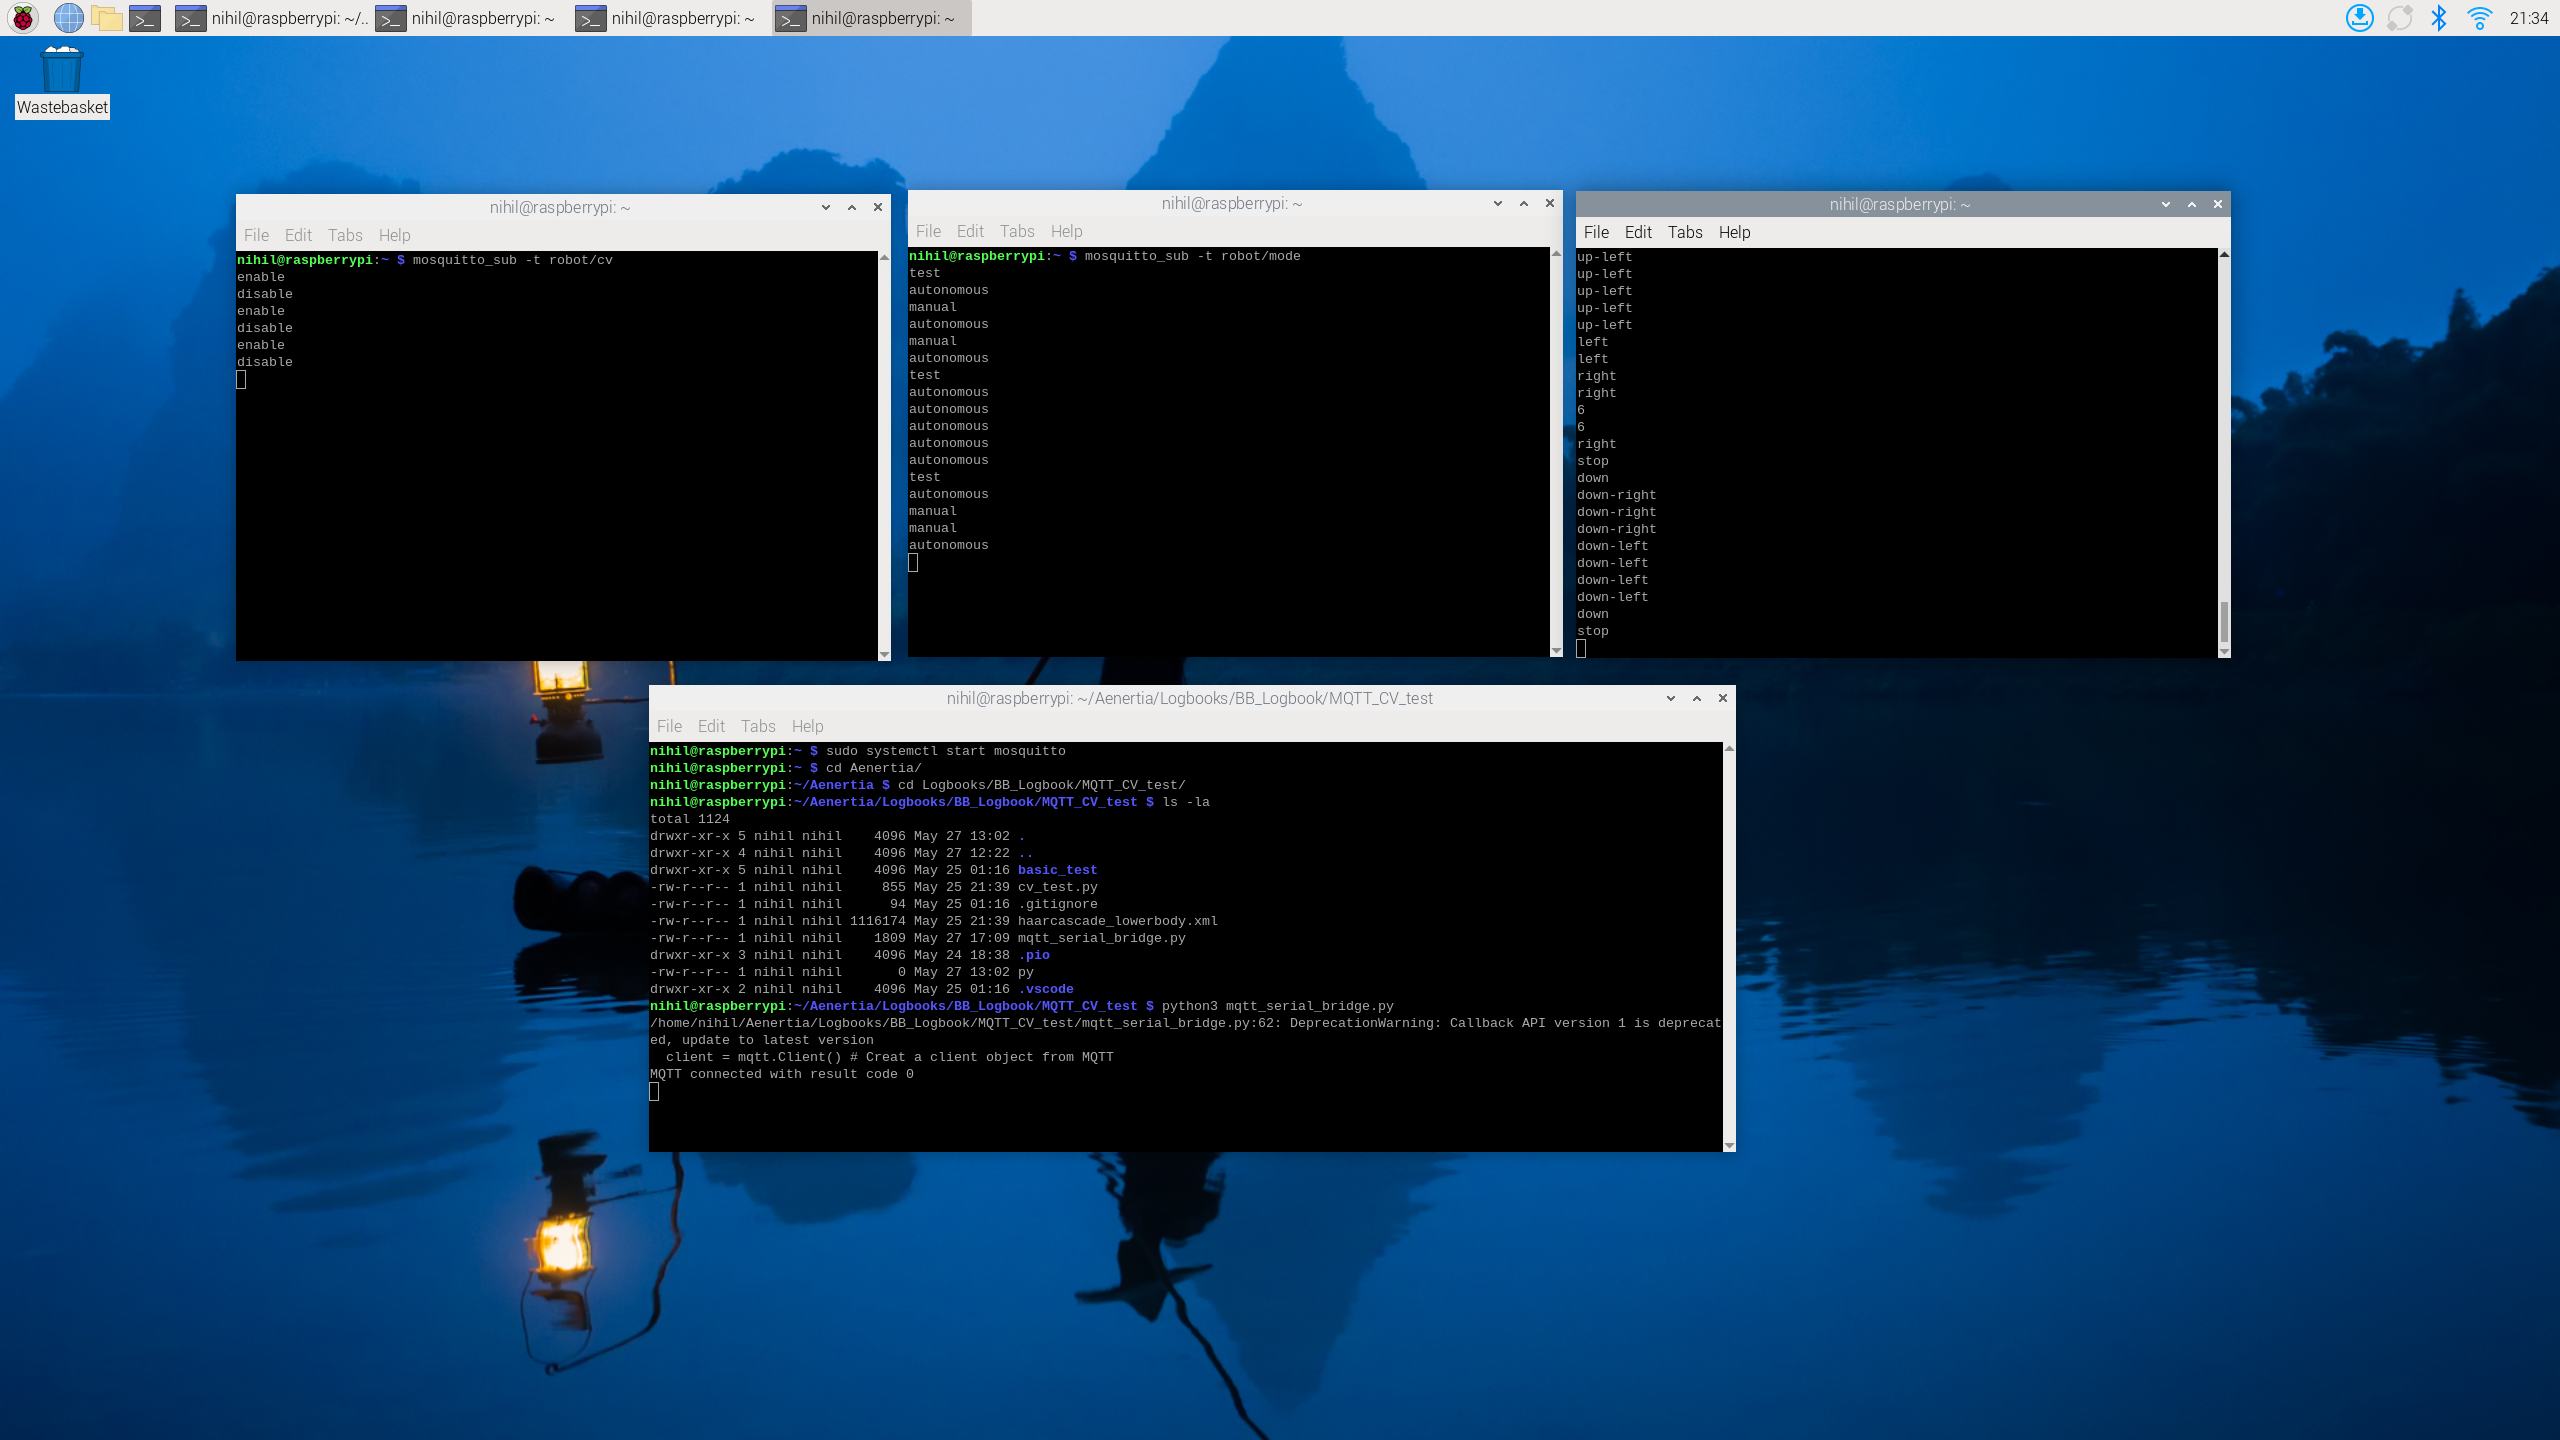 nihil@raspberrypi: ~/..
nihil@raspberrypi: ~
nihil@raspberrypi: ~
nihil@raspberrypi: ~
21:34
Wastebasket
nihil@raspberrypi: ~
File Edit Tabs Help
nihil@raspberrypi:~ $ mosquitto_sub -t robot/cv
enable
disable
enable
disable
enable
disable
nihil@raspberrypi: ~
File Edit Tabs Help
nihil@raspberrypi:~ $ mosquitto_sub -t robot/mode
test
autonomous
manual
autonomous
manual
autonomous
test
autonomous
autonomous
autonomous
autonomous
autonomous
test
autonomous
manual
manual
autonomous
nihil@raspberrypi: ~
File Edit Tabs Help
up-left
up-left
up-left
up-left
up-left
left
left
right
right
6
6
right
stop
down
down-right
down-right
down-right
down-left
down-left
down-left
down-left
down
stop
nihil@raspberrypi: ~/Aenertia/Logbooks/BB_Logbook/MQTT_CV_test
File Edit Tabs Help
nihil@raspberrypi:~ $ sudo systemctl start mosquitto
nihil@raspberrypi:~ $ cd Aenertia/
nihil@raspberrypi:~/Aenertia $ cd Logbooks/BB_Logbook/MQTT_CV_test/
nihil@raspberrypi:~/Aenertia/Logbooks/BB_Logbook/MQTT_CV_test $ ls -la
total 1124
drwxr-xr-x 5 nihil nihil    4096 May 27 13:02 .
drwxr-xr-x 4 nihil nihil    4096 May 27 12:22 ..
drwxr-xr-x 5 nihil nihil    4096 May 25 01:16 basic_test
-rw-r--r-- 1 nihil nihil     855 May 25 21:39 cv_test.py
-rw-r--r-- 1 nihil nihil      94 May 25 01:16 .gitignore
-rw-r--r-- 1 nihil nihil 1116174 May 25 21:39 haarcascade_lowerbody.xml
-rw-r--r-- 1 nihil nihil    1809 May 27 17:09 mqtt_serial_bridge.py
drwxr-xr-x 3 nihil nihil    4096 May 24 18:38 .pio
-rw-r--r-- 1 nihil nihil       0 May 27 13:02 py
drwxr-xr-x 2 nihil nihil    4096 May 25 01:16 .vscode
nihil@raspberrypi:~/Aenertia/Logbooks/BB_Logbook/MQTT_CV_test $ python3 mqtt_serial_bridge.py
/home/nihil/Aenertia/Logbooks/BB_Logbook/MQTT_CV_test/mqtt_serial_bridge.py:62: DeprecationWarning: Callback API version 1 is deprecat
ed, update to latest version
  client = mqtt.Client() # Creat a client object from MQTT
MQTT connected with result code 0